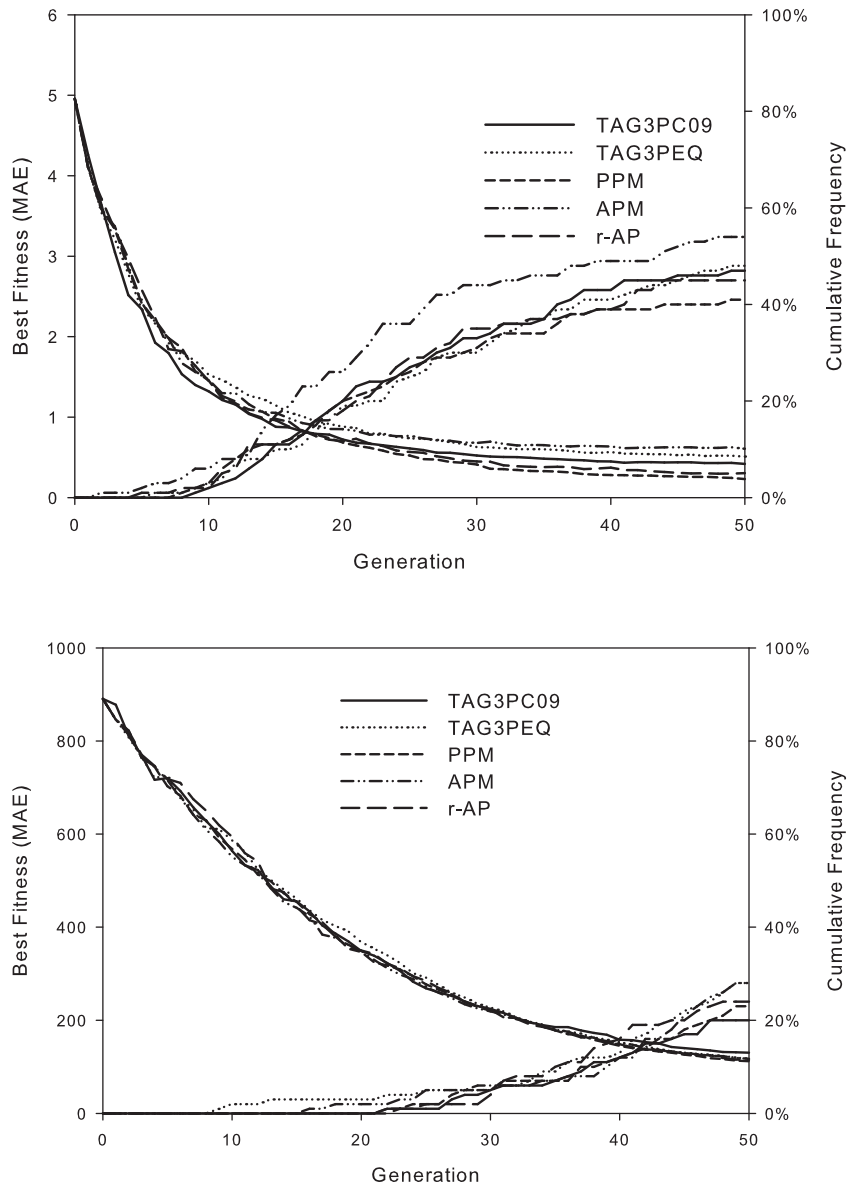 6 100%
5
80%
TAG3PC09
TAG3PEQ
4
PPM
60%
APM
r-AP
3
40%
2
20%
1
0 0%
0 10 20 30 40 50
Generation
Best Fitness (MAE)
Cumulative Frequency
1000 100%
TAG3PC09
TAG3PEQ
800 80%
PPM
APM
r-AP
600 60%
400 40%
200 20%
0 0%
0 10 20 30 40 50
Generation
Best Fitness (MAE)
Cumulative Frequency